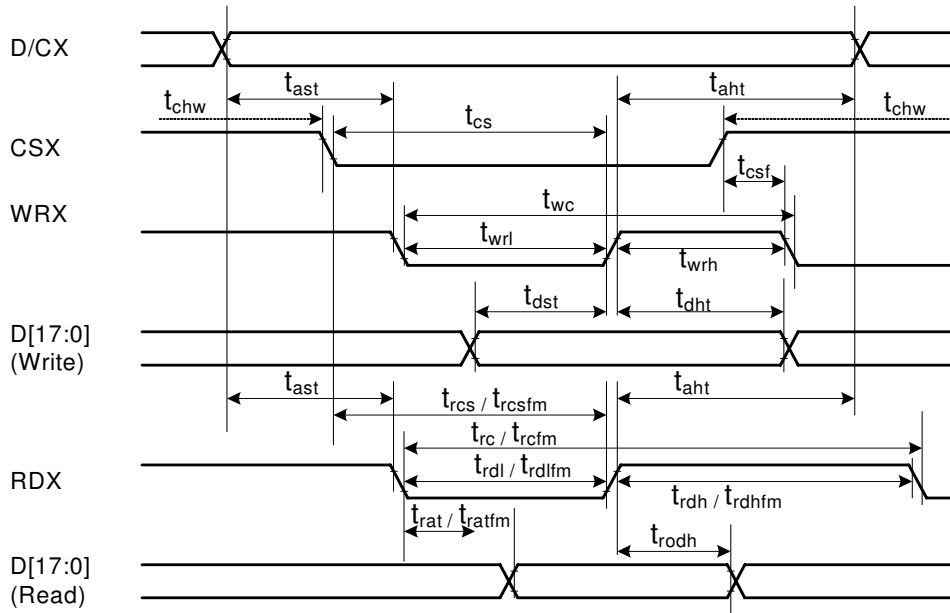 D/CX
t_ast
t_aht
t_chw
t_chw
t_cs
CSX
t_csf
WRX
t_wc
t_wrl
t_wrh
t_dst
t_dht
D[17:0]
(Write)
t_ast
t_aht
t_rcs / t_rcsfm
t_rc / t_rcfm
RDX
t_rdl / t_rdlfm
t_rdh / t_rdhfm
t_rat / t_ratfm
t_rodh
D[17:0]
(Read)